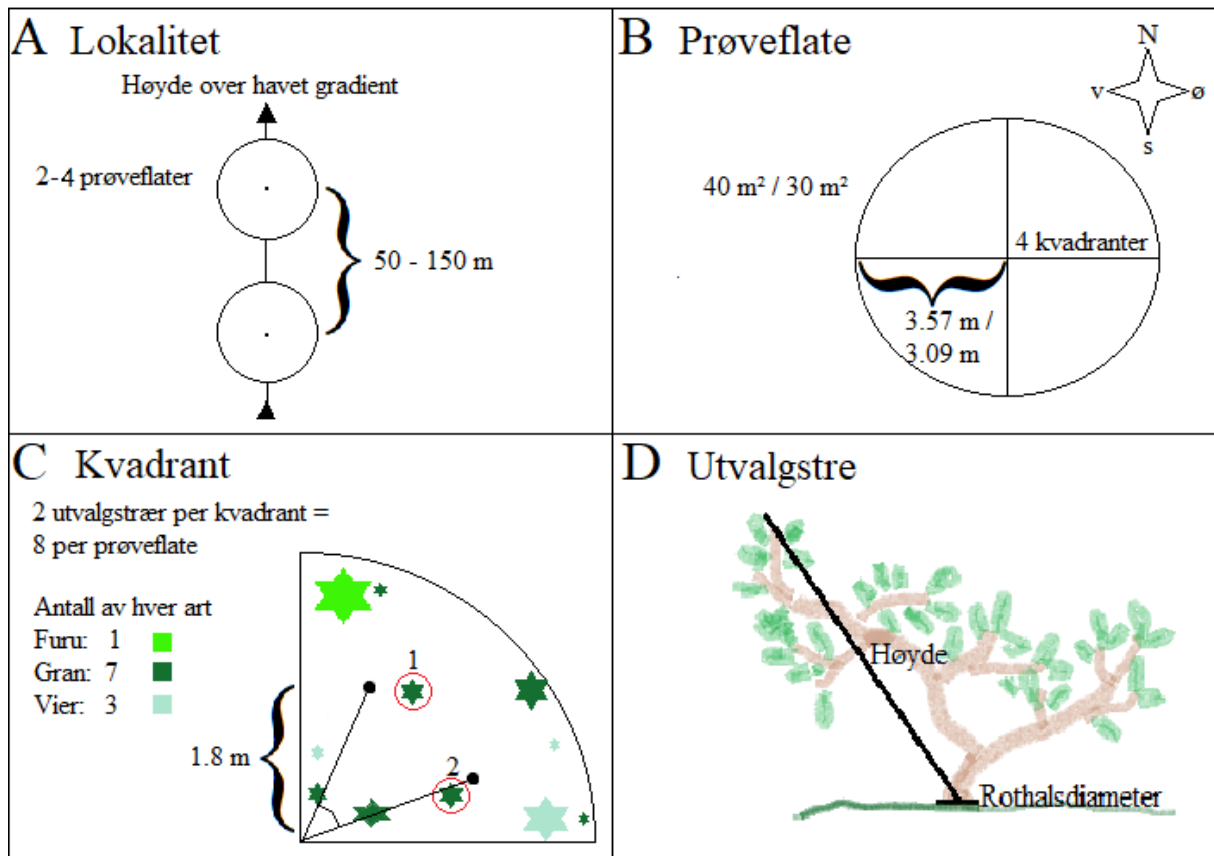 A Lokalitet
Høyde over havet gradient
2-4 prøveflater
50 - 150 m
B Prøveflate
N
v ø
s
40 m² / 30 m²
4 kvadranter
3.57 m /
3.09 m
C Kvadrant
2 utvalgstrær per kvadrant =
8 per prøveflate
Antall av hver art
Furu: 1
Gran: 7
Vier: 3
1
2
1.8 m
D Utvalgstre
Høyde
Rothalsdiameter